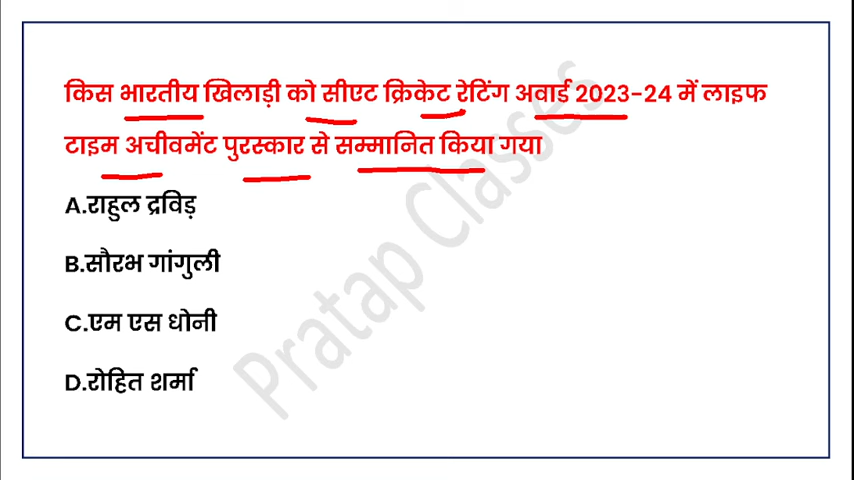 किस भारतीय खिलाड़ी को सीएट क्रिकेट रेटिंग अवार्ड 2023-24 में लाइफ
टाइम अचीवमेंट पुरस्कार से सम्मानित किया गया
A.राहुल द्रविड़
B.सौरभ गांगुली
C.एम एस धोनी
D.रोहित शर्मा
Pratap Classes